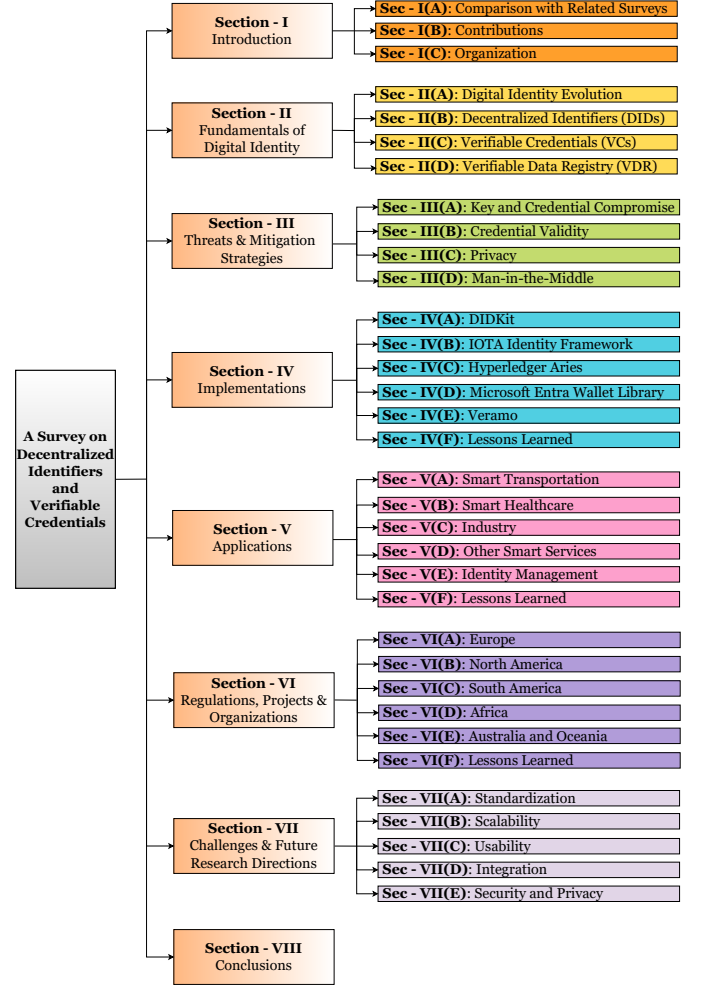 A Survey on
Decentralized
Identifiers
and
Verifiable
Credentials
Section - I
Introduction
Sec - I(A): Comparison with Related Surveys
Sec - I(B): Contributions
Sec - I(C): Organization
Section - II
Fundamentals of
Digital Identity
Sec - II(A): Digital Identity Evolution
Sec - II(B): Decentralized Identifiers (DIDs)
Sec - II(C): Verifiable Credentials (VCs)
Sec - II(D): Verifiable Data Registry (VDR)
Section - III
Threats & Mitigation
Strategies
Sec - III(A): Key and Credential Compromise
Sec - III(B): Credential Validity
Sec - III(C): Privacy
Sec - III(D): Man-in-the-Middle
Section - IV
Implementations
Sec - IV(A): DIDKit
Sec - IV(B): IOTA Identity Framework
Sec - IV(C): Hyperledger Aries
Sec - IV(D): Microsoft Entra Wallet Library
Sec - IV(E): Veramo
Sec - IV(F): Lessons Learned
Section - V
Applications
Sec - V(A): Smart Transportation
Sec - V(B): Smart Healthcare
Sec - V(C): Industry
Sec - V(D): Other Smart Services
Sec - V(E): Identity Management
Sec - V(F): Lessons Learned
Section - VI
Regulations, Projects &
Organizations
Sec - VI(A): Europe
Sec - VI(B): North America
Sec - VI(C): South America
Sec - VI(D): Africa
Sec - VI(E): Australia and Oceania
Sec - VI(F): Lessons Learned
Section - VII
Challenges & Future
Research Directions
Sec - VII(A): Standardization
Sec - VII(B): Scalability
Sec - VII(C): Usability
Sec - VII(D): Integration
Sec - VII(E): Security and Privacy
Section - VIII
Conclusions